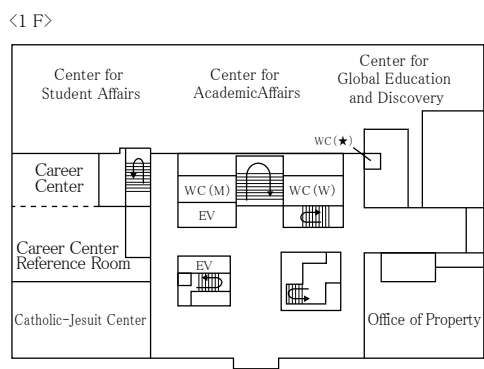 <1 F>
Center for
Student Affairs
Center for
AcademicAffairs
Center for
Global Education
and Discovery
WC(★)
Career
Center
WC(M)
WC(W)
EV
Career Center
Reference Room
EV
Catholic-Jesuit Center
Office of Property